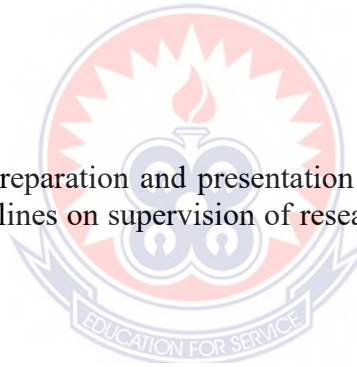 reparation and presentation
lines on supervision of resea
EDUCATION FOR SERVICE